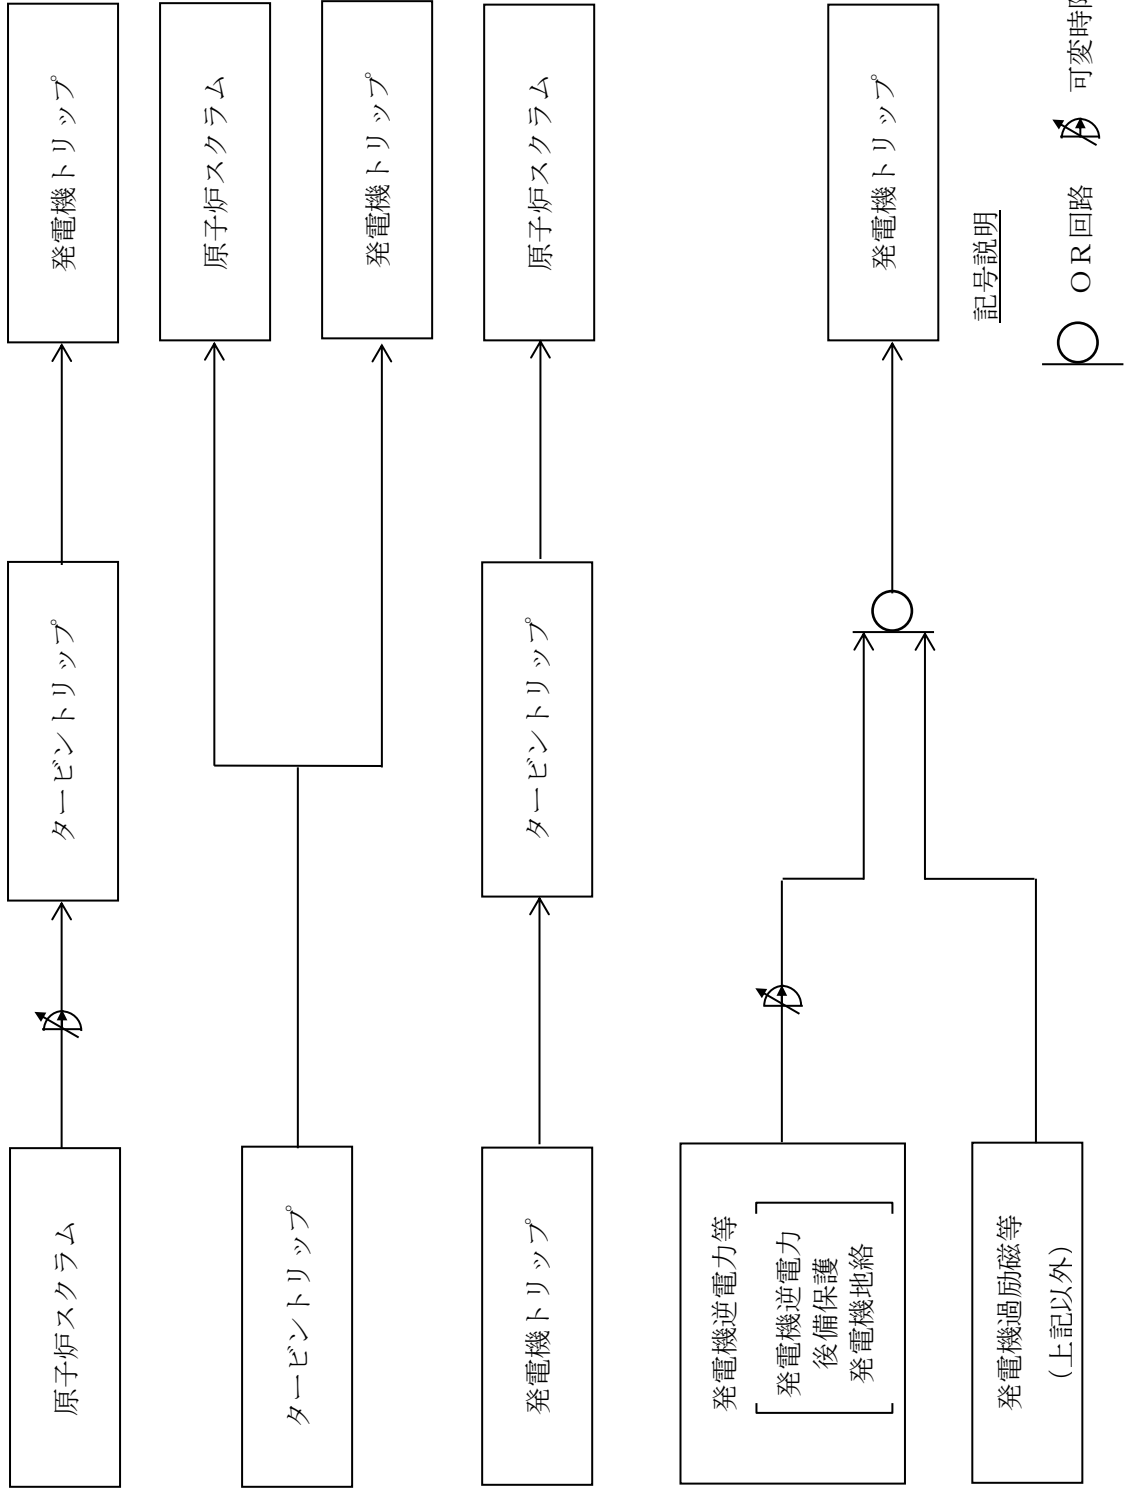 原子炉スクラム
タービントリップ
発電機トリップ
タービントリップ
原子炉スクラム
発電機トリップ
発電機トリップ
タービントリップ
原子炉スクラム
発電機逆電力等
発電機逆電力
後備保護
発電機地絡
発電機過励磁等
（上記以外）
発電機トリップ
記号説明
OR回路
可変時限